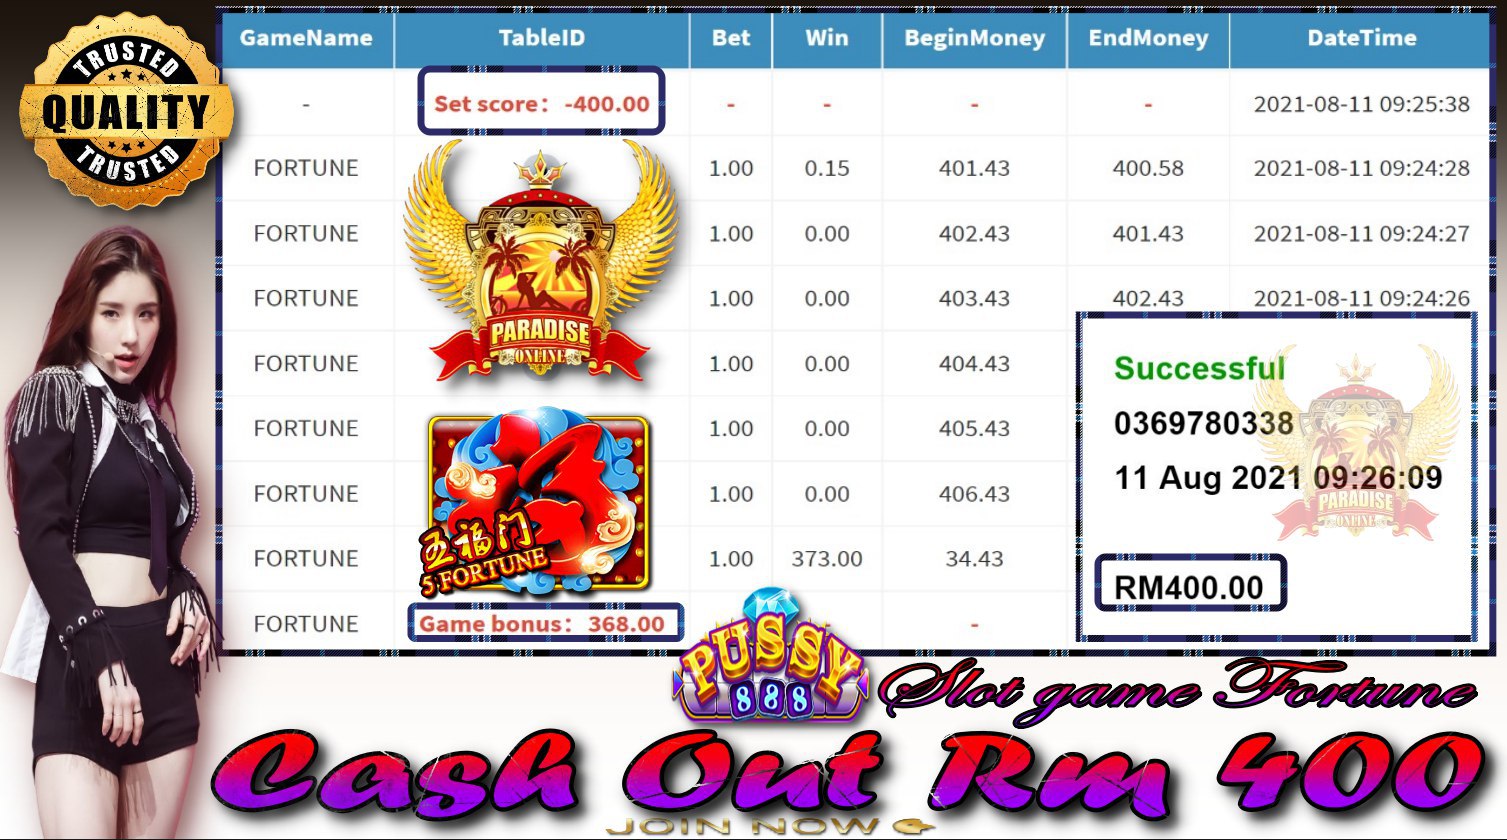 TRUSTED
QUALITY
TRUSTED
GameName TableID Bet Win BeginMoney EndMoney DateTime
- Set score： -400.00 - - - - 2021-08-11 09:25:38
FORTUNE 1.00 0.15 401.43 400.58 2021-08-11 09:24:28
FORTUNE 1.00 0.00 402.43 401.43 2021-08-11 09:24:27
FORTUNE 1.00 0.00 403.43 402.43 2021-08-11 09:24:26
FORTUNE 1.00 0.00 404.43
FORTUNE 1.00 0.00 405.43
FORTUNE 1.00 0.00 406.43
FORTUNE 1.00 373.00 34.43
FORTUNE Game bonus： 368.00 - -
PARADISE
ONLINE
五福门
5 FORTUNE
Successful
0369780338
11 Aug 2021 09:26:09
RM400.00
PARADISE
ONLINE
PUSSY
888
Slot game Fortune
Cash Out Rm 400
JOIN NOW